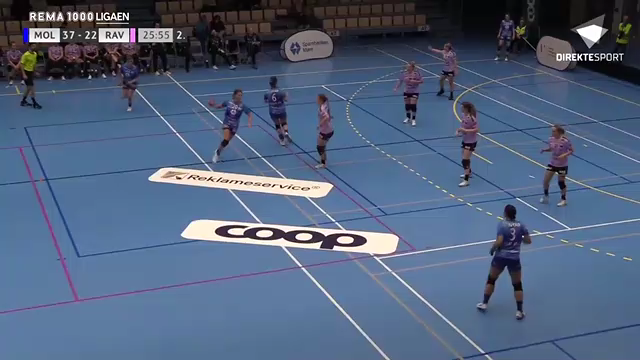 REMA 1000 LIGAEN
MOL 37 - 22 RAV 25:55 2.
DIREKTESPORT
Reklameservice®
coop
6
3